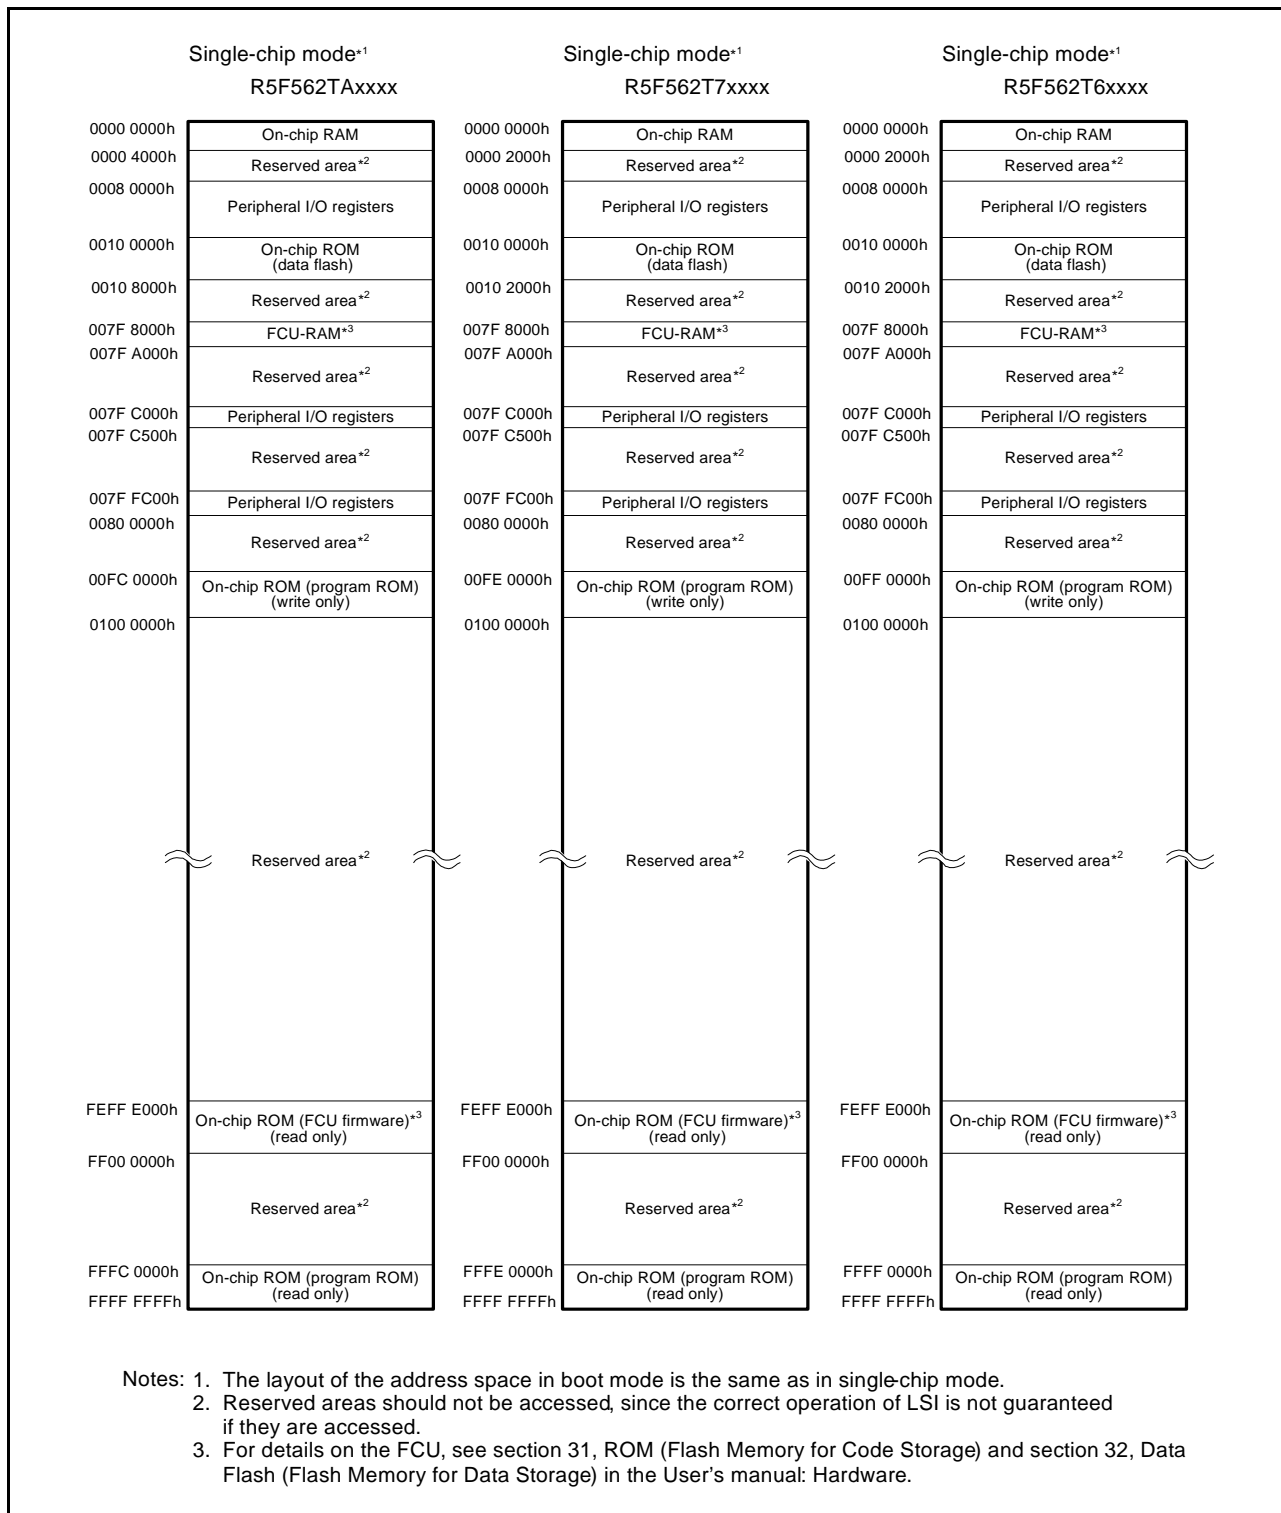 Single-chip mode*1
R5F562TAxxxx
0000 0000h
On-chip RAM
0000 4000h
Reserved area*2
0008 0000h
Peripheral I/O registers
0010 0000h
On-chip ROM
(data flash)
0010 8000h
Reserved area*2
007F 8000h
FCU-RAM*3
007F A000h
Reserved area*2
007F C000h
Peripheral I/O registers
007F C500h
Reserved area*2
007F FC00h
Peripheral I/O registers
0080 0000h
Reserved area*2
00FC 0000h
On-chip ROM (program ROM)
(write only)
0100 0000h
Reserved area*2
FEFF E000h
On-chip ROM (FCU firmware)*3
(read only)
FF00 0000h
Reserved area*2
FFFC 0000h
On-chip ROM (program ROM)
(read only)
FFFF FFFFh
Single-chip mode*1
R5F562T7xxxx
0000 0000h
On-chip RAM
0000 2000h
Reserved area*2
0008 0000h
Peripheral I/O registers
0010 0000h
On-chip ROM
(data flash)
0010 2000h
Reserved area*2
007F 8000h
FCU-RAM*3
007F A000h
Reserved area*2
007F C000h
Peripheral I/O registers
007F C500h
Reserved area*2
007F FC00h
Peripheral I/O registers
0080 0000h
Reserved area*2
00FE 0000h
On-chip ROM (program ROM)
(write only)
0100 0000h
Reserved area*2
FEFF E000h
On-chip ROM (FCU firmware)*3
(read only)
FF00 0000h
Reserved area*2
FFFE 0000h
On-chip ROM (program ROM)
(read only)
FFFF FFFFh
Single-chip mode*1
R5F562T6xxxx
0000 0000h
On-chip RAM
0000 2000h
Reserved area*2
0008 0000h
Peripheral I/O registers
0010 0000h
On-chip ROM
(data flash)
0010 2000h
Reserved area*2
007F 8000h
FCU-RAM*3
007F A000h
Reserved area*2
007F C000h
Peripheral I/O registers
007F C500h
Reserved area*2
007F FC00h
Peripheral I/O registers
0080 0000h
Reserved area*2
00FF 0000h
On-chip ROM (program ROM)
(write only)
0100 0000h
Reserved area*2
FEFF E000h
On-chip ROM (FCU firmware)*3
(read only)
FF00 0000h
Reserved area*2
FFFF 0000h
On-chip ROM (program ROM)
(read only)
FFFF FFFFh
Notes: 1. The layout of the address space in boot mode is the same as in single-chip mode.
2. Reserved areas should not be accessed, since the correct operation of LSI is not guaranteed
if they are accessed.
3. For details on the FCU, see section 31, ROM (Flash Memory for Code Storage) and section 32, Data
Flash (Flash Memory for Data Storage) in the User's manual: Hardware.